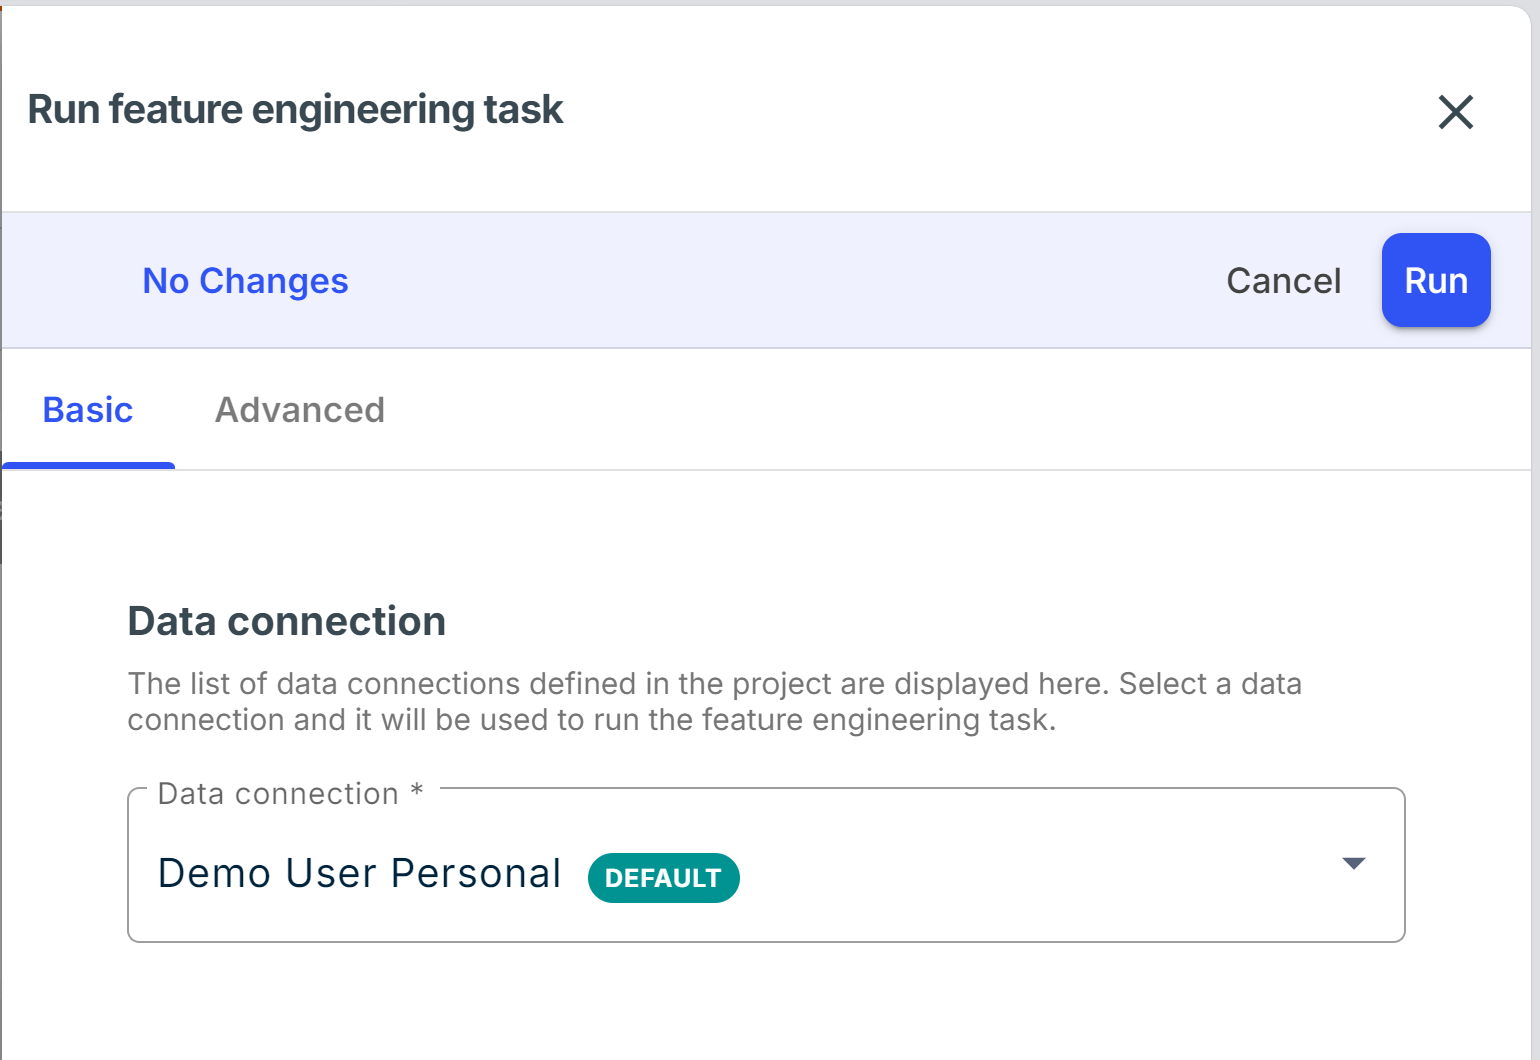 Run feature engineering task
No Changes
Cancel
Run
Basic
Advanced
Data connection
The list of data connections defined in the project are displayed here. Select a data
connection and it will be used to run the feature engineering task.
Data connection *
Demo User Personal DEFAULT